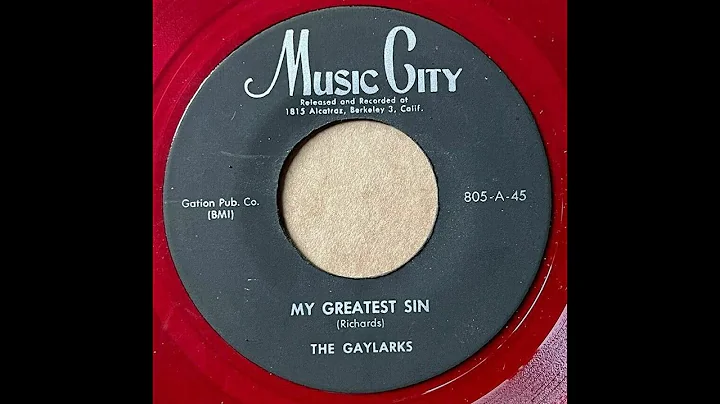 Music City
Released and Recorded at
1815 Alcatraz, Berkeley 3, Calif.
Gation Pub. Co.
(BMI)
805-A-45
MY GREATEST SIN
(Richards)
THE GAYLARKS